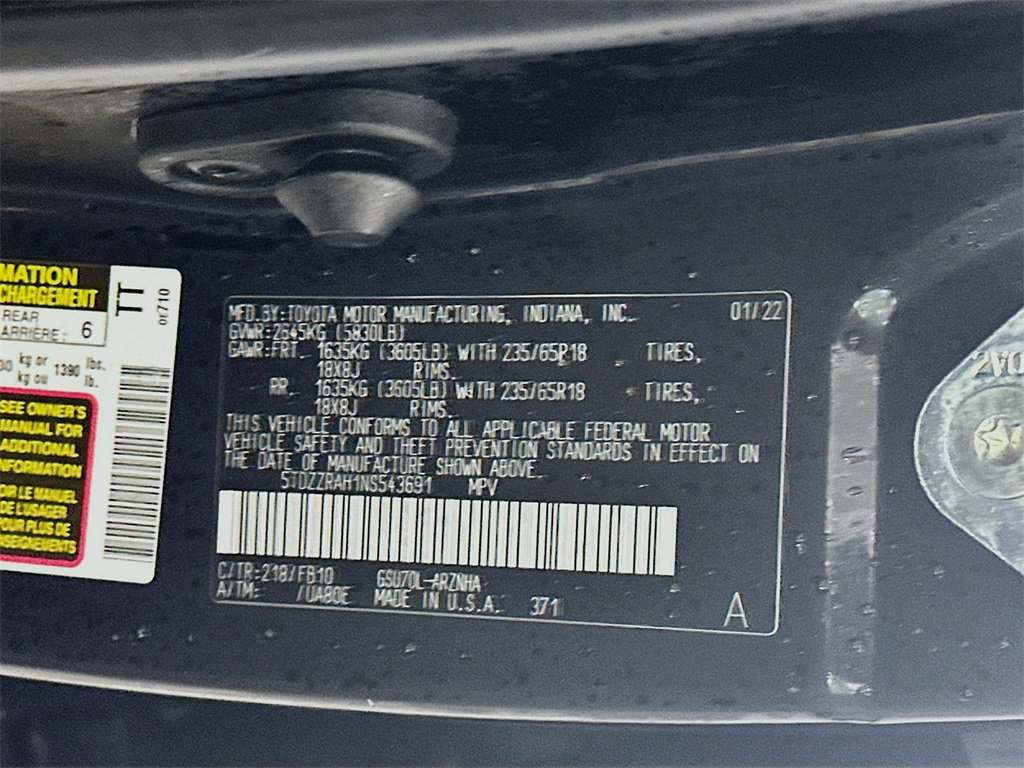 MATION
CHARGEMENT
REAR
ARRIÈRE: 6
kg or 1390 lbs.
kg ou lb.
TT
0t710
SEE OWNER'S
MANUAL FOR
ADDITIONAL
INFORMATION
OIR LE MANUEL
DE L'USAGER
POUR PLUS DE
NSEIGNEMENTS
MFD.BY:TOYOTA MOTOR MANUFACTURING, INDIANA, INC. 01/22
GVWR:2645KG (5830LB)
GAWR:FRT. 1635KG (3605LB) WITH 235/65R18 TIRES,
18X8J RIMS.
RR. 1635KG (3605LB) WITH 235/65R18 TIRES,
18X8J RIMS.
THIS VEHICLE CONFORMS TO ALL APPLICABLE FEDERAL MOTOR
VEHICLE SAFETY AND THEFT PREVENTION STANDARDS IN EFFECT ON
THE DATE OF MANUFACTURE SHOWN ABOVE.
5TDZZRAH1NS543691 MPV
C/TR:218/FB10 GSU70L-ARZNHA
A/TM: /UA80E MADE IN U.S.A. 371
A